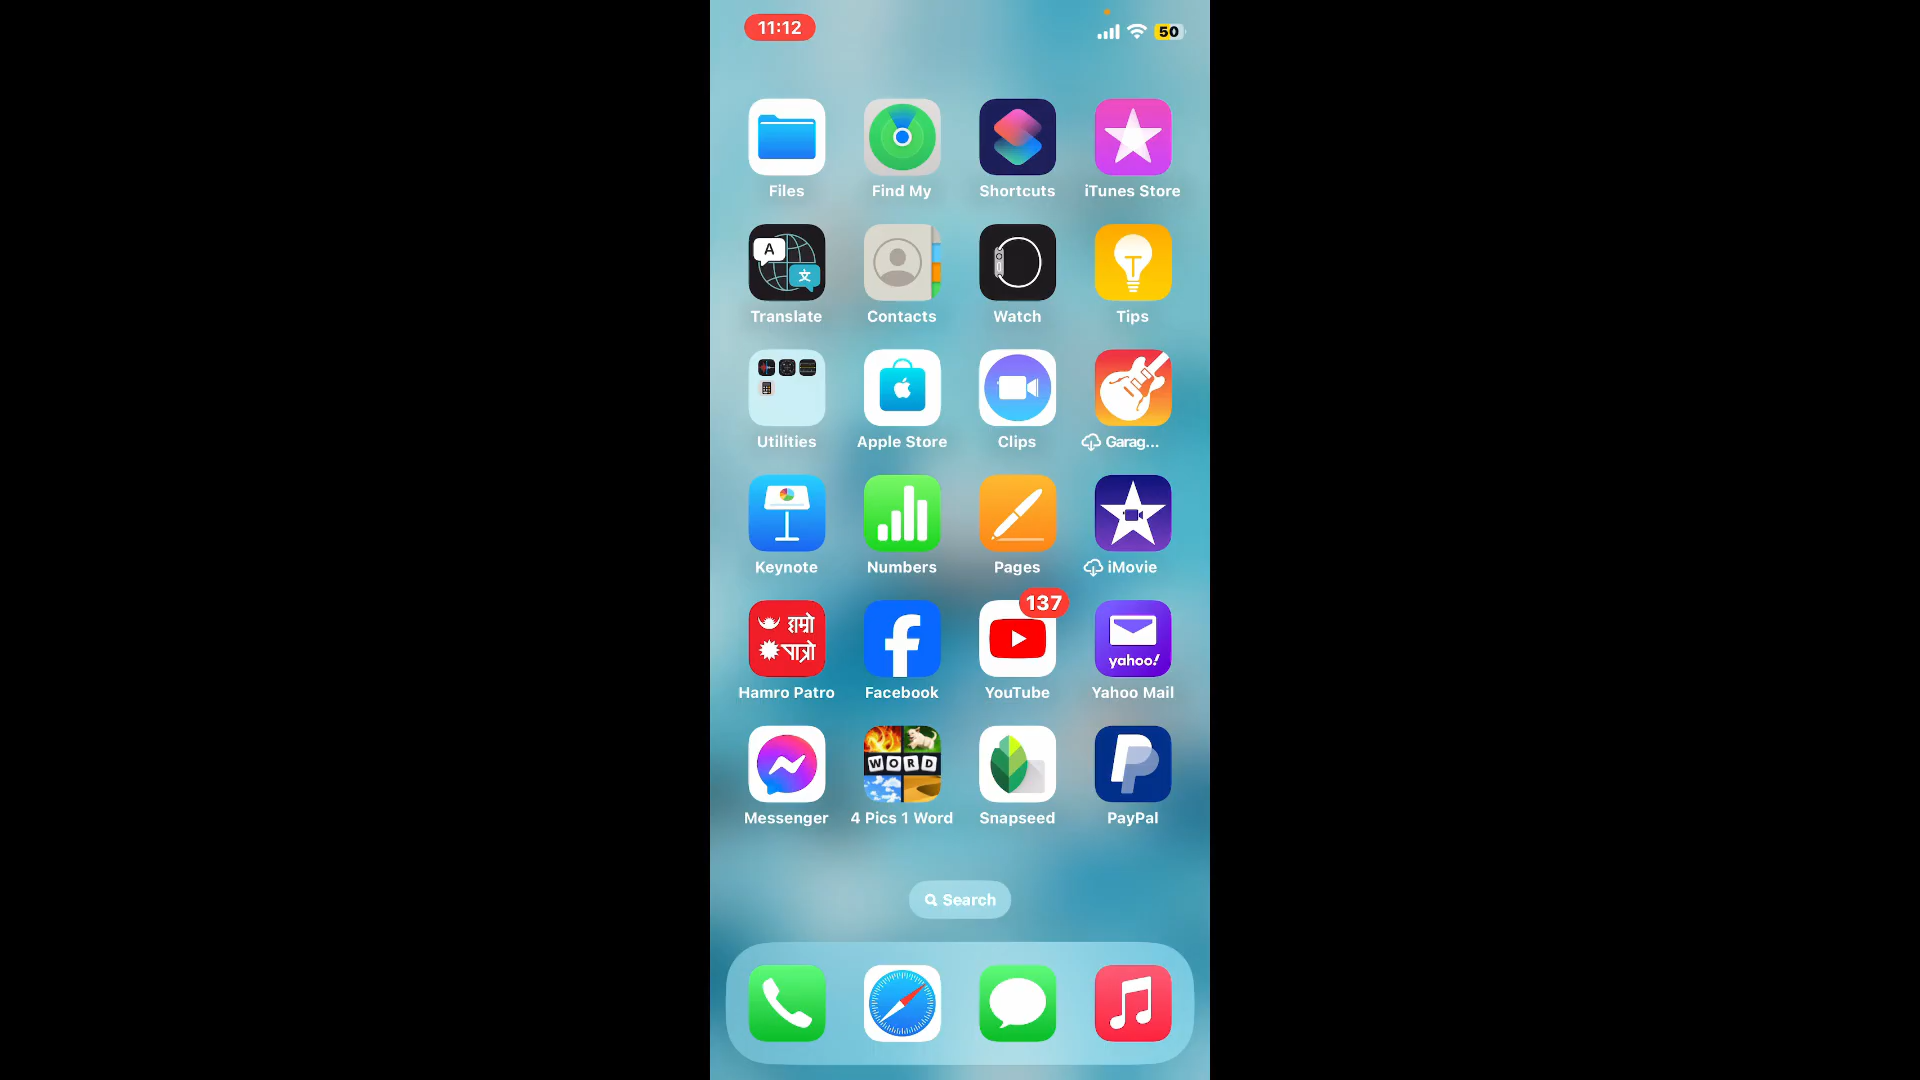 11:12
50
Files
Find My
Shortcuts
iTunes Store
A
文
T
Translate
Contacts
Watch
Tips
Utilities
Apple Store
Clips
Garag...
Keynote
Numbers
Pages
iMovie
हाम्रो
पात्रो
137
yahoo!
Hamro Patro
Facebook
YouTube
Yahoo Mail
WORD
Messenger
4 Pics 1 Word
Snapseed
PayPal
Search